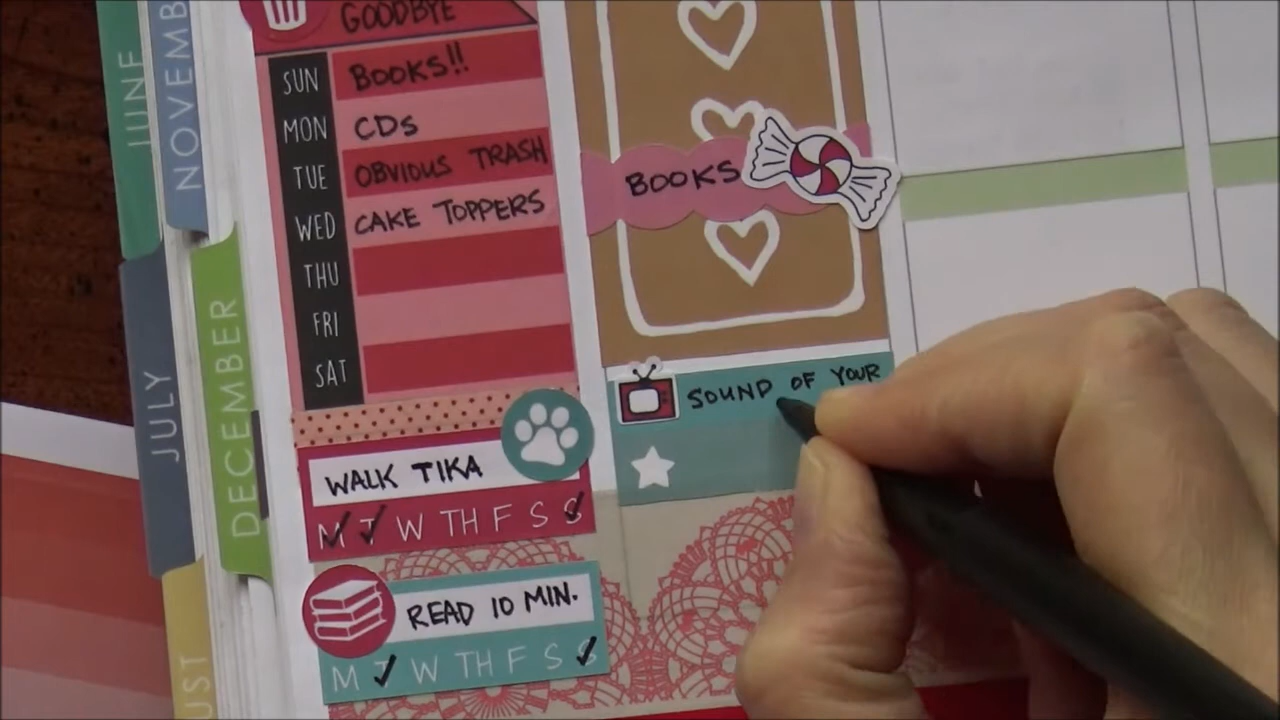 JUNE
NOVEMB
JULY
DECEMBER
UST
GOODBYE
SUN BOOKS!!
MON CDs
TUE OBVIOUS TRASH
WED CAKE TOPPERS
THU
FRI
SAT
WALK TIKA
M T W TH F S S
READ 10 MIN.
M T W TH F S S
BOOKS
SOUND OF YOUR